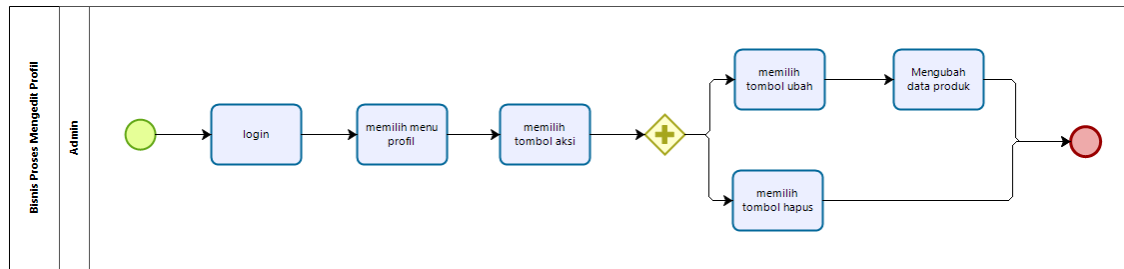 Bisnis Proses Mengedit Profil
Admin
login
memilih menu
profil
memilih
tombol aksi
memilih
tombol ubah
Mengubah
data produk
memilih
tombol hapus